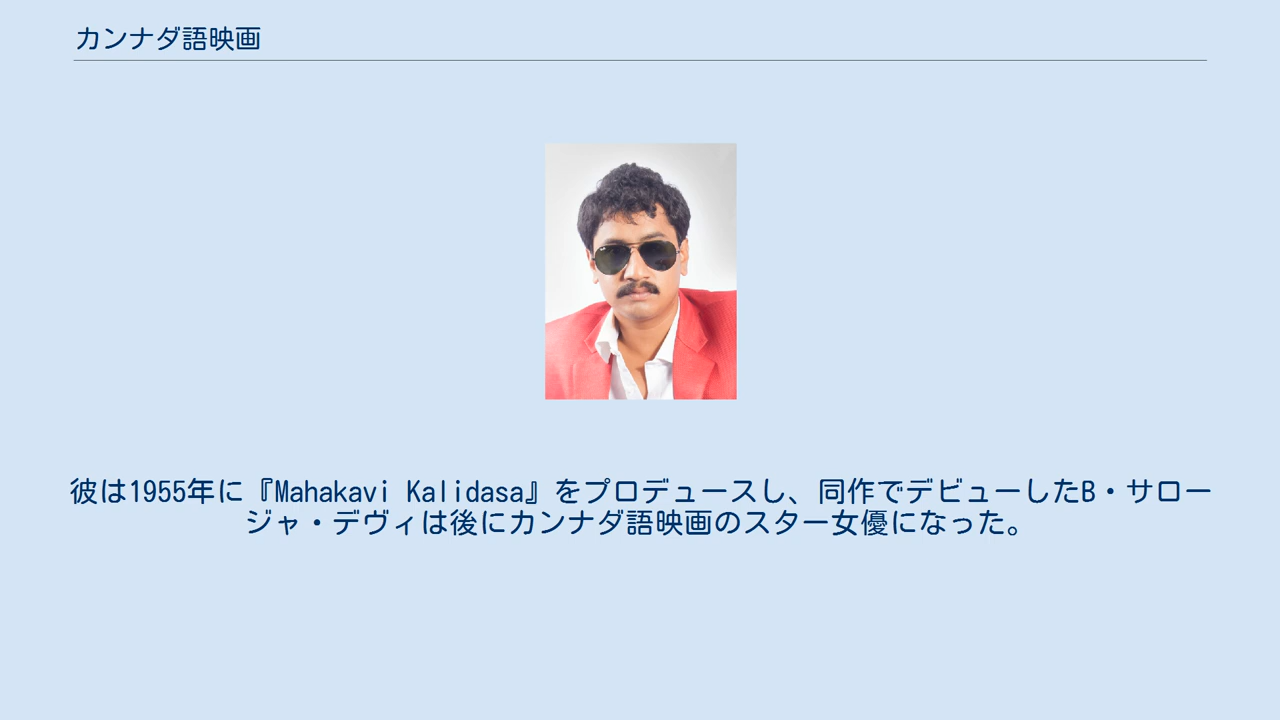 カンナダ語映画
彼は1955年に『Mahakavi Kalidasa』をプロデュースし、同作でデビューしたB・サロー
ジャ・デヴィは後にカンナダ語映画のスター女優になった。